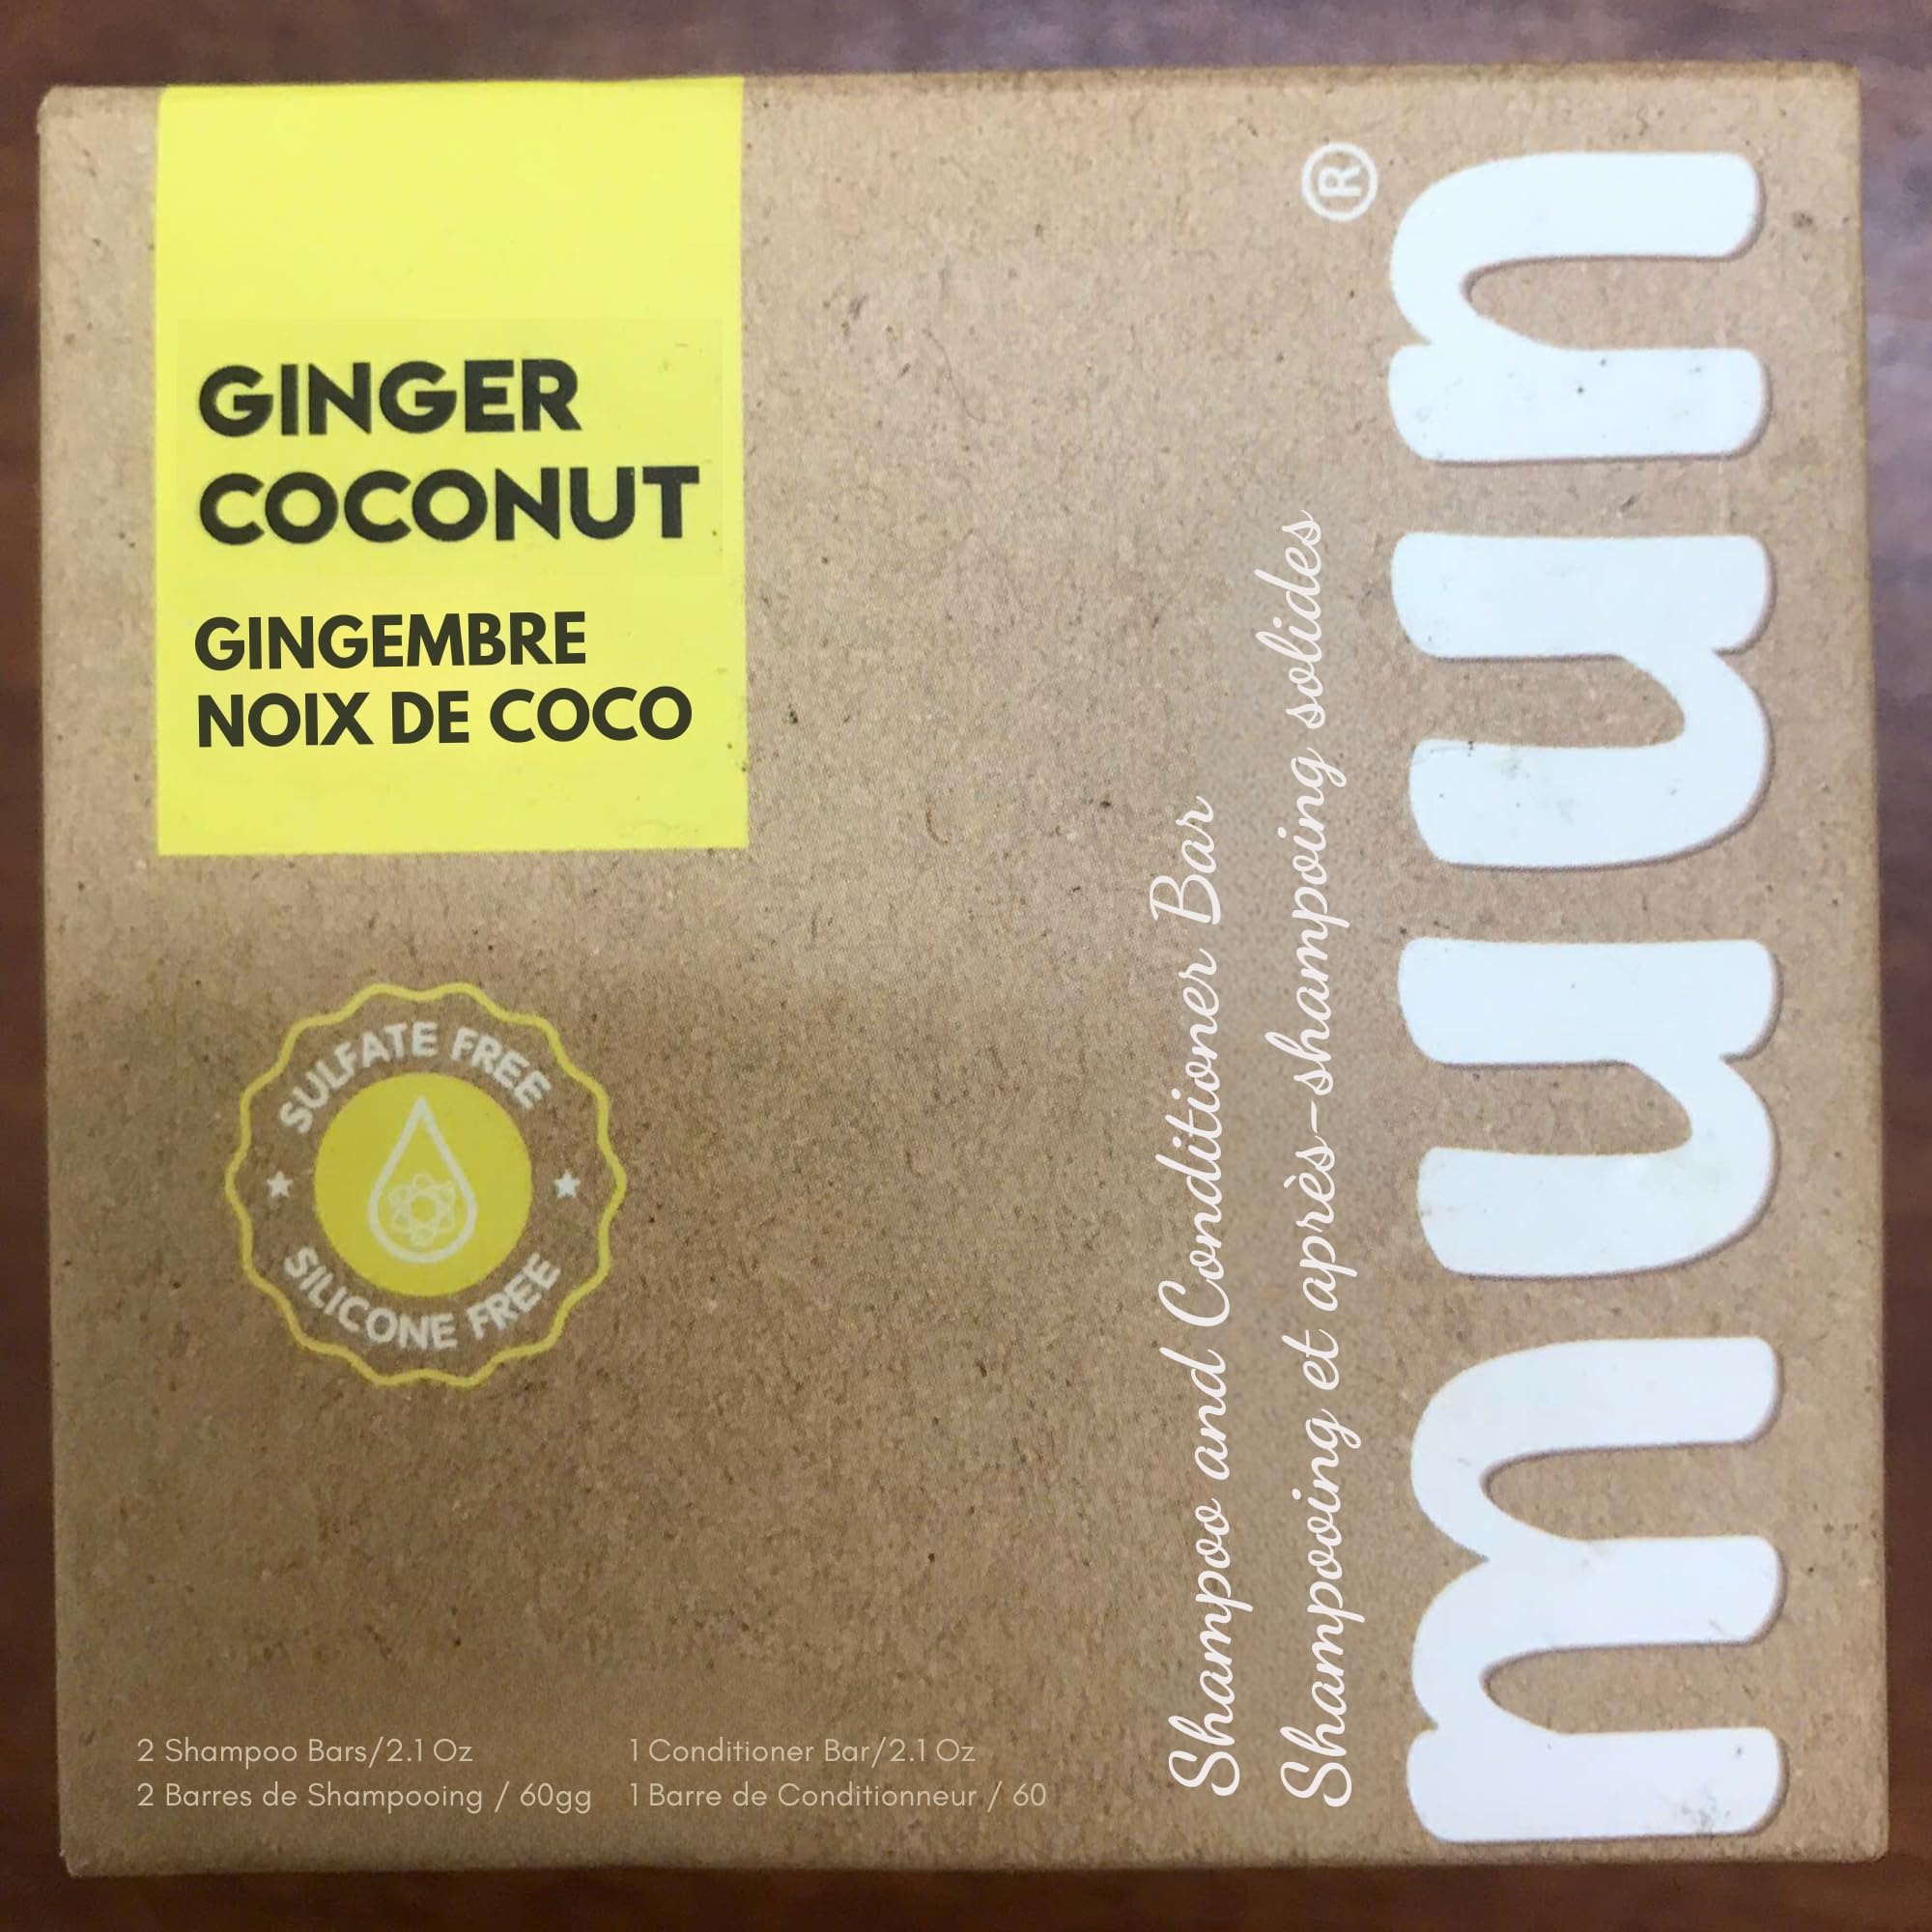 GINGER
COCONUT
GINGEMBRE
NOIX DE COCO
SULFATE FREE
SILICONE FREE
2 Shampoo Bars/2.1 Oz
2 Barres de Shampooing / 60gg
1 Conditioner Bar/2.1 Oz
1 Barre de Conditionneur / 60
Shampoo and Conditioner Bar
Shampooing et après-shampoing solides
muun®